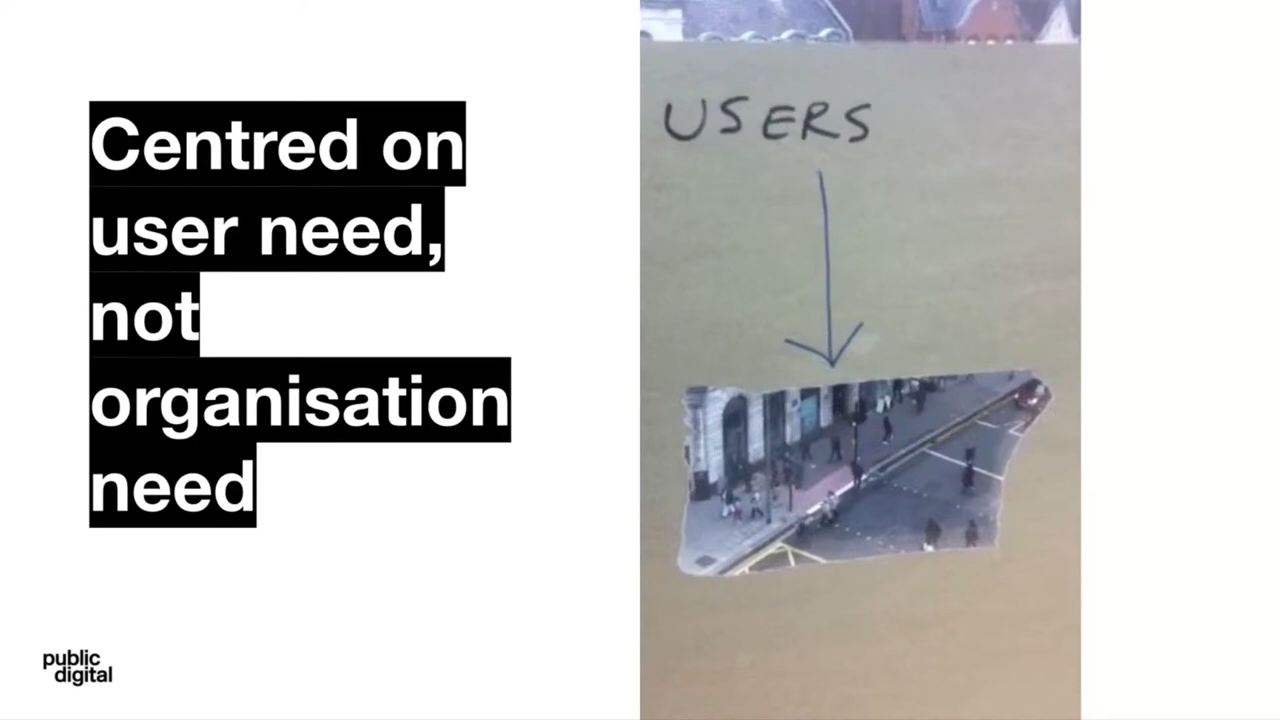 Centred on
user need,
not
organisation
need
USERS
public
digital